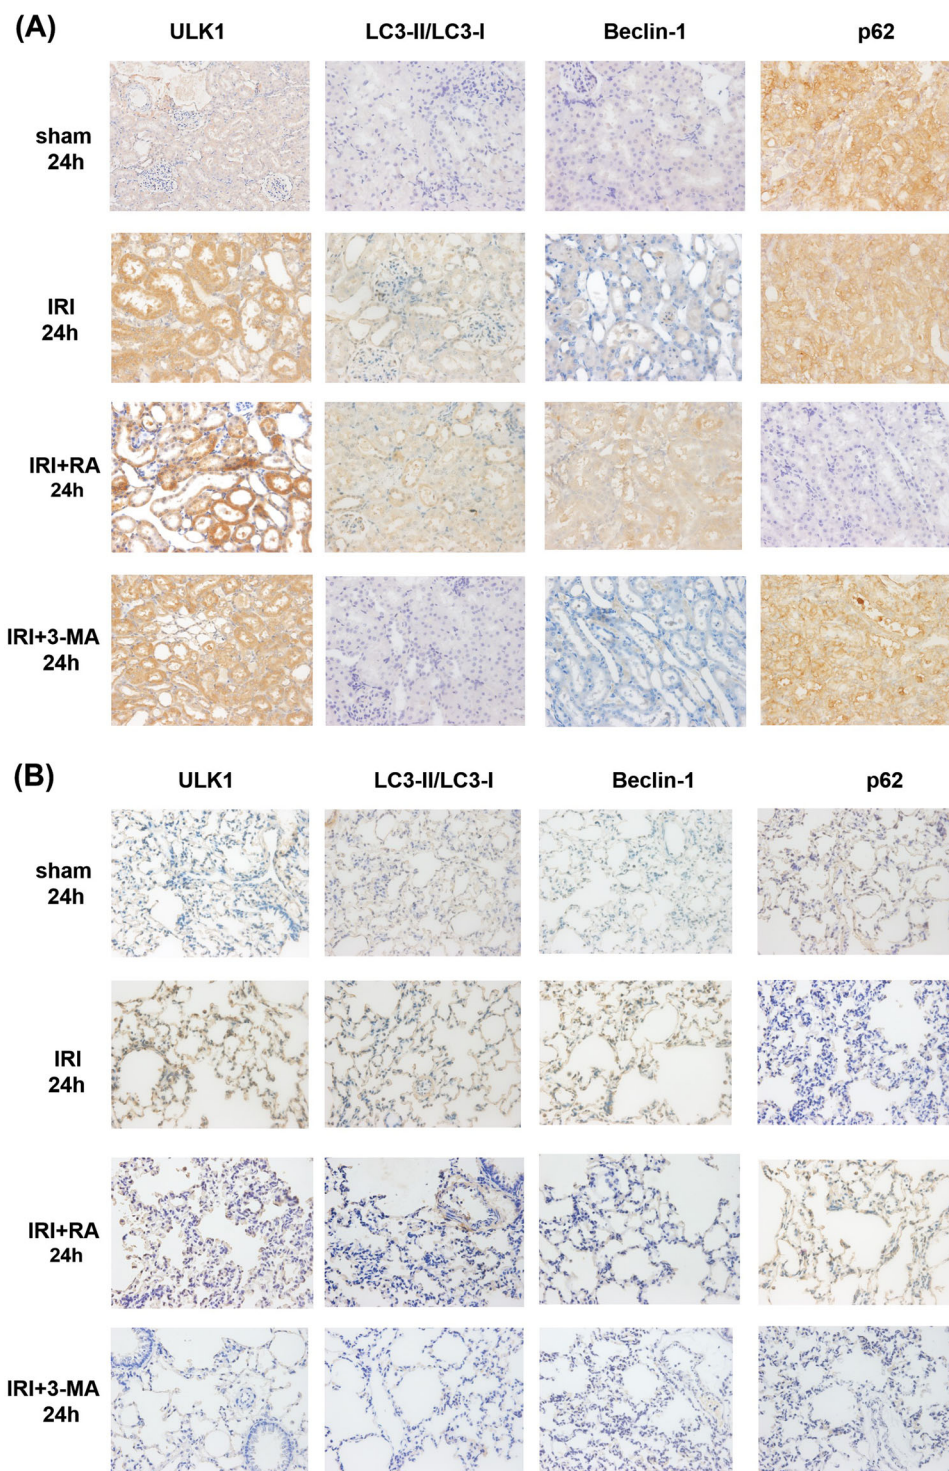 (A)
ULK1 LC3-II/LC3-I Beclin-1 p62
sham
24h
IRI
24h
IRI+RA
24h
IRI+3-MA
24h
(B)
ULK1 LC3-II/LC3-I Beclin-1 p62
sham
24h
IRI
24h
IRI+RA
24h
IRI+3-MA
24h